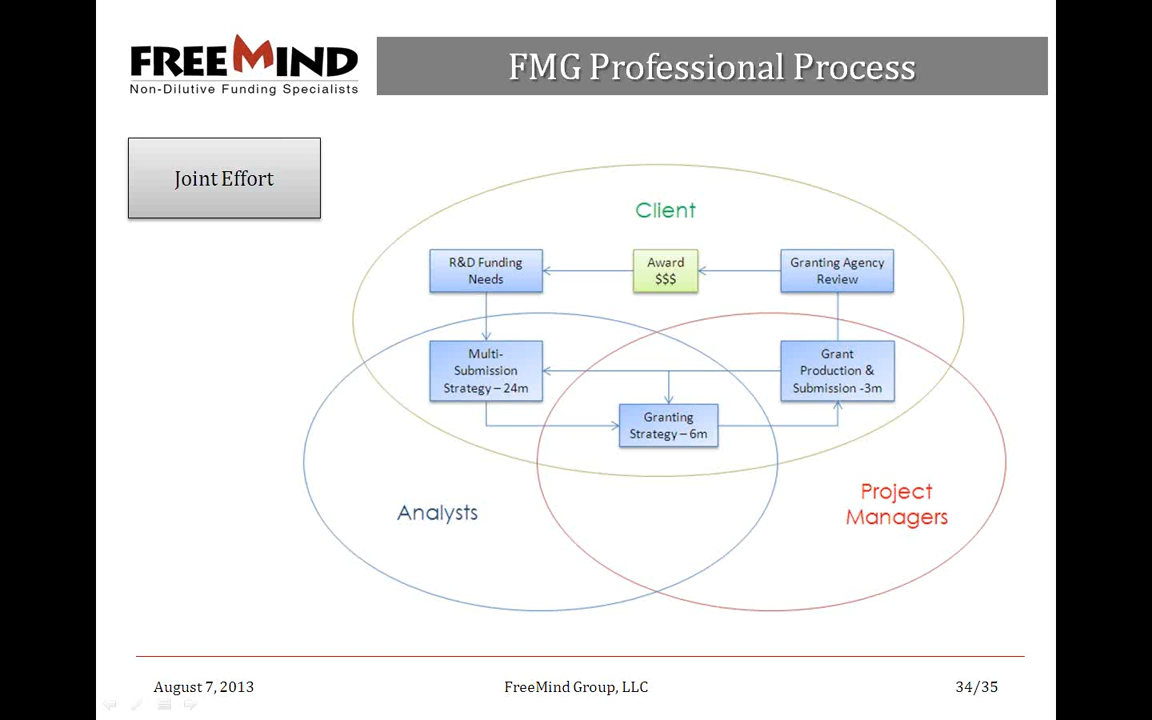 FREEMIND
Non-Dilutive Funding Specialists
FMG Professional Process
Joint Effort
Client
R&D Funding
Needs
Award
$$$
Granting Agency
Review
Multi-
Submission
Strategy – 24m
Grant
Production &
Submission -3m
Granting
Strategy – 6m
Analysts
Project
Managers
August 7, 2013
FreeMind Group, LLC
34/35